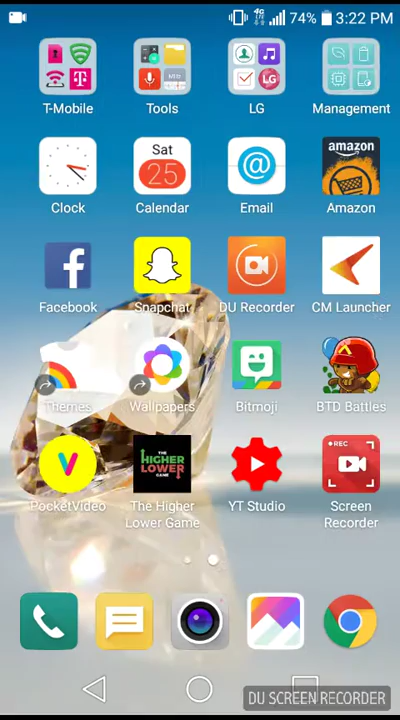 4G
LTE
74% 3:22 PM
T-Mobile
Tools
LG
Management
Sat
25
amazon
Clock
Calendar
Email
Amazon
Facebook
Snapchat
DU Recorder
CM Launcher
Themes
Wallpapers
Bitmoji
BTD Battles
THE
HIGHER
LOWER
GAME
REC
PocketVideo
The Higher
Lower Game
YT Studio
Screen
Recorder
DU SCREEN RECORDER